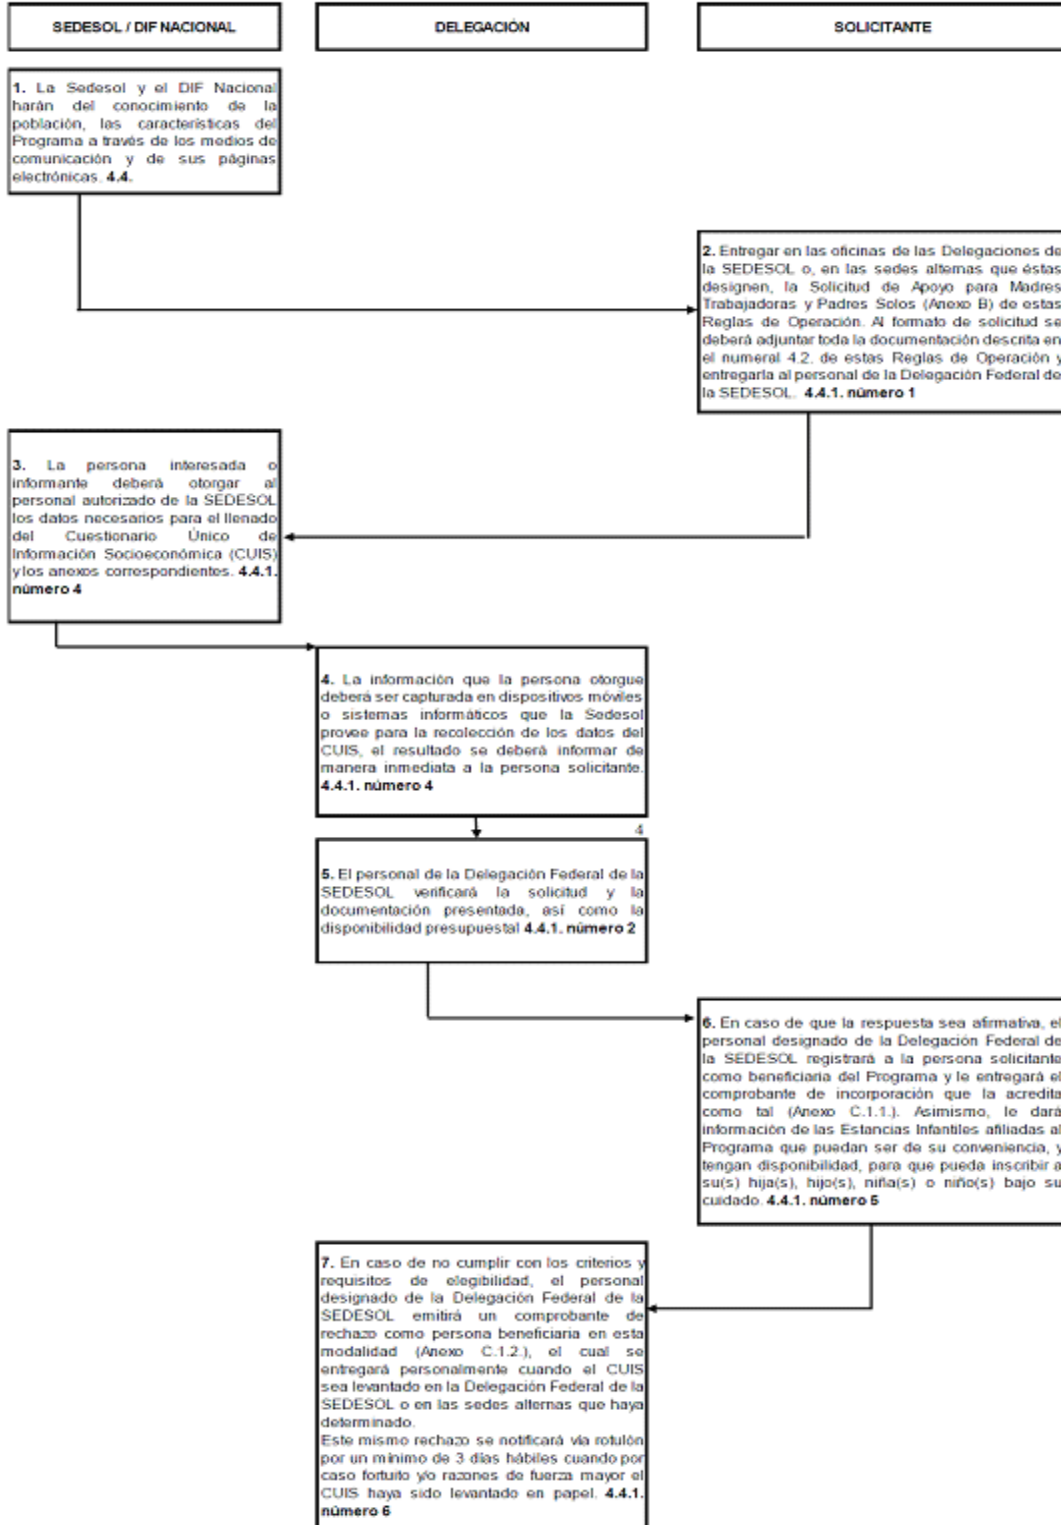 SEDESOL / DIF NACIONAL
DELEGACIÓN
SOLICITANTE
1. La Sedesol y el DIF Nacional
harán del conocimiento de la
población, las características del
Programa a través de los medios de
comunicación y de sus páginas
electrónicas. 4.4.
2. Entregar en las oficinas de las Delegaciones de
la SEDESOL o, en las sedes alternas que éstas
designen, la Solicitud de Apoyo para Madres
Trabajadoras y Padres Solos (Anexo B) de estas
Reglas de Operación. Al formato de solicitud se
deberá adjuntar toda la documentación descrita en
el numeral 4.2. de estas Reglas de Operación y
entregarla al personal de la Delegación Federal de
la SEDESOL. 4.4.1. número 1
3. La persona interesada o
informante deberá otorgar al
personal autorizado de la SEDESOL
los datos necesarios para el llenado
del Cuestionario Único de
Información Socioeconómica (CUIS)
y los anexos correspondientes. 4.4.1.
número 4
4. La información que la persona otorgue
deberá ser capturada en dispositivos móviles
o sistemas informáticos que la Sedesol
provee para la recolección de los datos del
CUIS, el resultado se deberá informar de
manera inmediata a la persona solicitante.
4.4.1. número 4
4
5. El personal de la Delegación Federal de la
SEDESOL verificará la solicitud y la
documentación presentada, así como la
disponibilidad presupuestal 4.4.1. número 2
6. En caso de que la respuesta sea afirmativa, el
personal designado de la Delegación Federal de
la SEDESOL registrará a la persona solicitante
como beneficiaria del Programa y le entregará el
comprobante de incorporación que la acredita
como tal (Anexo C.1.1.). Asimismo, le dará
información de las Estancias Infantiles afiliadas al
Programa que puedan ser de su conveniencia, y
tengan disponibilidad, para que pueda inscribir a
su(s) hija(s), hijo(s), niña(s) o niño(s) bajo su
cuidado. 4.4.1. número 5
7. En caso de no cumplir con los criterios y
requisitos de elegibilidad, el personal
designado de la Delegación Federal de la
SEDESOL emitirá un comprobante de
rechazo como persona beneficiaria en esta
modalidad (Anexo C.1.2.), el cual se
entregará personalmente cuando el CUIS
sea levantado en la Delegación Federal de la
SEDESOL o en las sedes alternas que haya
determinado.
Este mismo rechazo se notificará vía rotulón
por un mínimo de 3 días hábiles cuando por
caso fortuito y/o razones de fuerza mayor el
CUIS haya sido levantado en papel. 4.4.1.
número 6